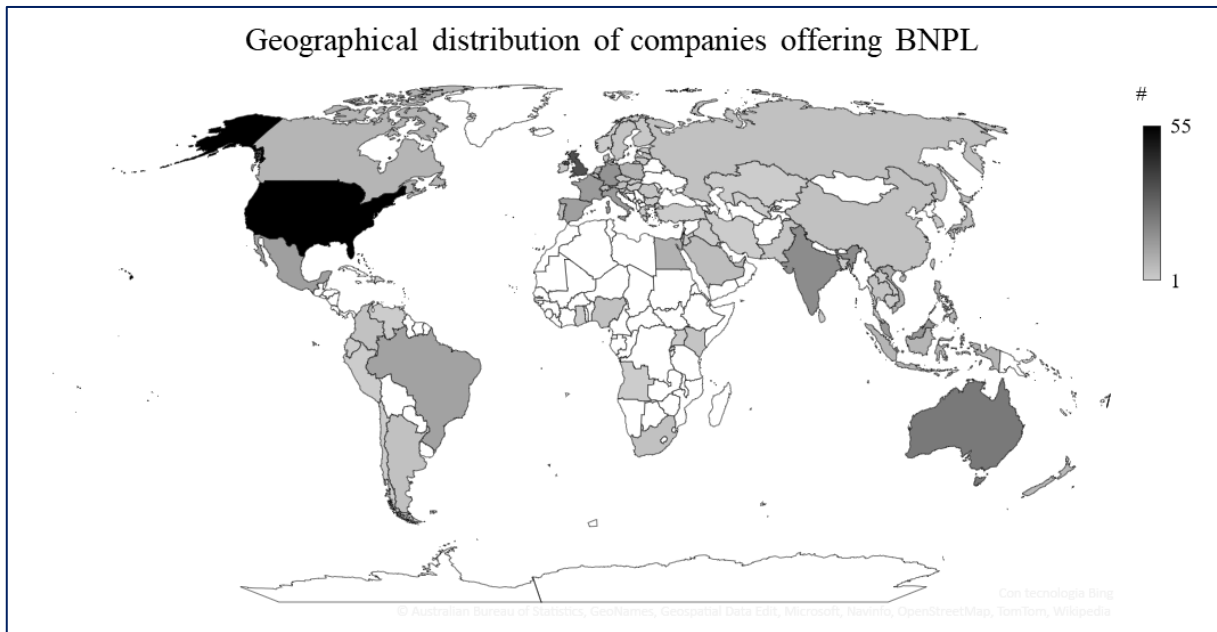 Geographical distribution of companies offering BNPL
#
55
1
Con tecnologia Bing
© Australian Bureau of Statistics, GeoNames, Geospatial Data Edit, Microsoft, Navinfo, OpenStreetMap, TomTom, Wikipedia